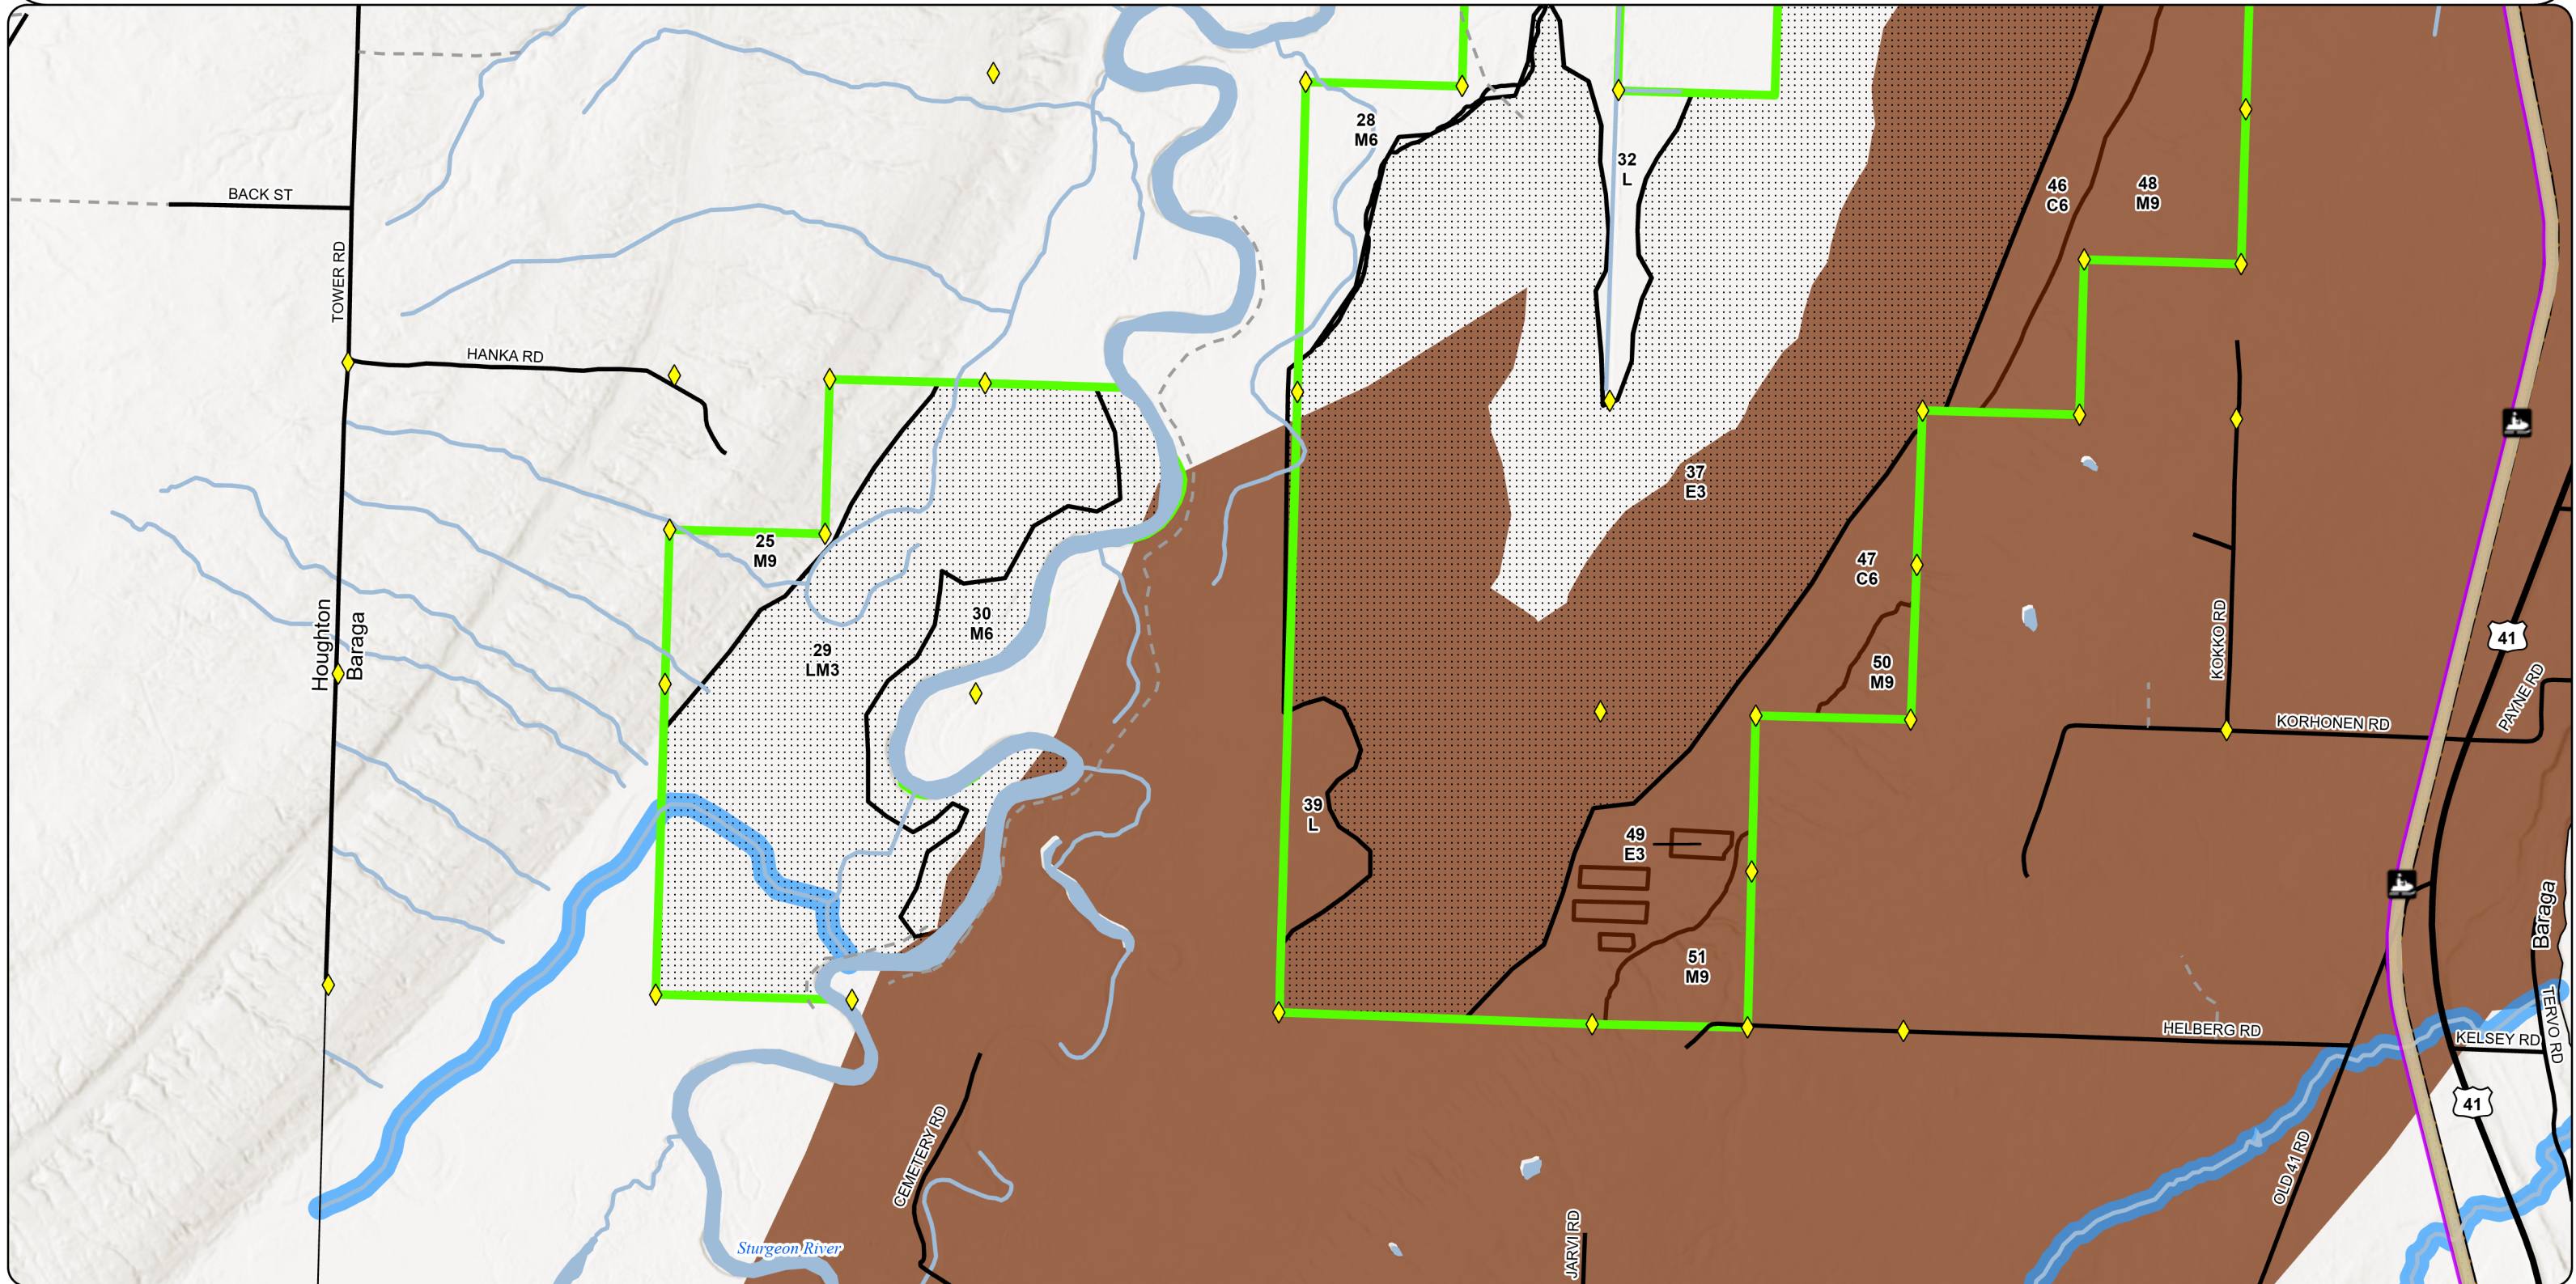 28
M6
32
L
46
C6
48
M9
BACK ST
TOWER RD
HANKA RD
37
E3
25
M9
47
C6
30
M6
29
LM3
Houghton
Baraga
KOKKO RD
41
50
M9
PAYNE RD
KORHONEN RD
39
L
49
E3
51
M9
Baraga
HELBERG RD
KELSEY RD
TERVO RD
41
CEMETERY RD
OLD 41 RD
JARVI RD
Sturgeon River